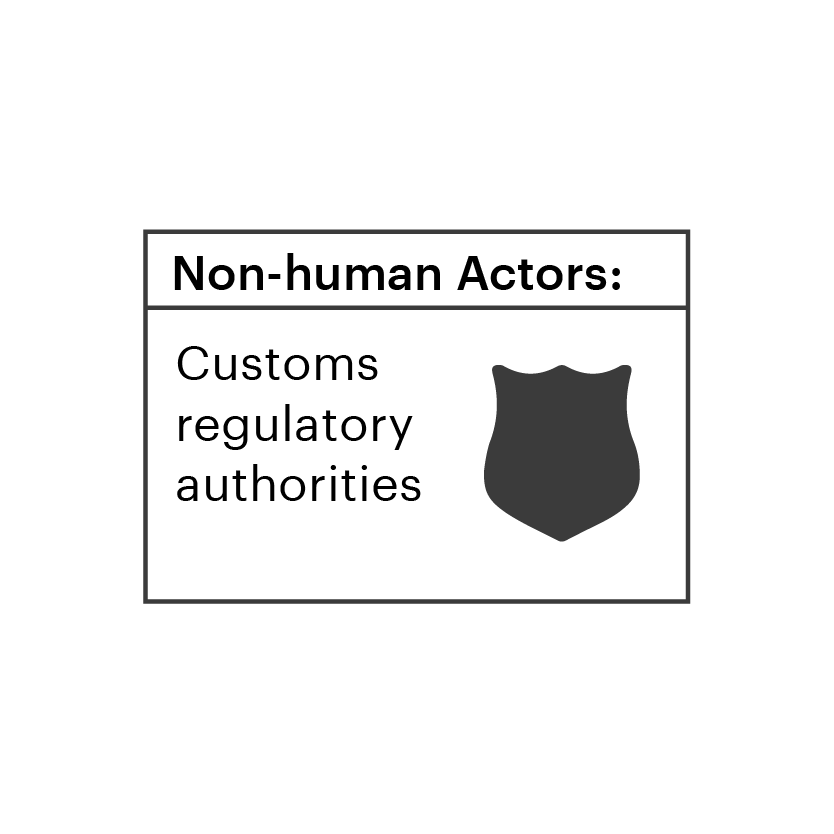 Non-human Actors:
Customs
regulatory
authorities